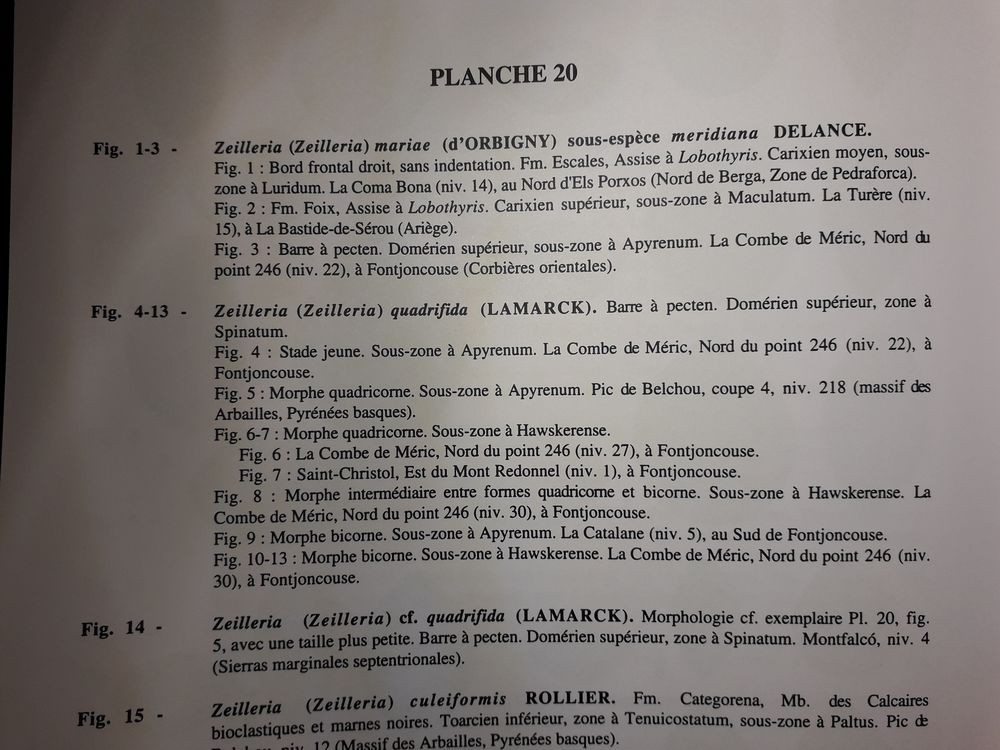 PLANCHE 20
Fig. 1-3 - Zeilleria (Zeilleria) mariae (d'ORBIGNY) sous-espèce meridiana DELANCE.
Fig. 1 : Bord frontal droit, sans indentation. Fm. Escales, Assise à Lobothyris. Carixien moyen, sous-
zone à Luridum. La Coma Bona (niv. 14), au Nord d'Els Porxos (Nord de Berga, Zone de Pedraforca).
Fig. 2 : Fm. Foix, Assise à Lobothyris. Carixien supérieur, sous-zone à Maculatum. La Turère (niv.
15), à La Bastide-de-Sérou (Ariège).
Fig. 3 : Barre à pecten. Domérien supérieur, sous-zone à Apyrenum. La Combe de Méric, Nord du
point 246 (niv. 22), à Fontjoncouse (Corbières orientales).
Fig. 4-13 - Zeilleria (Zeilleria) quadrifida (LAMARCK). Barre à pecten. Domérien supérieur, zone à
Spinatum.
Fig. 4 : Stade jeune. Sous-zone à Apyrenum. La Combe de Méric, Nord du point 246 (niv. 22), à
Fontjoncouse.
Fig. 5 : Morphe quadricorne. Sous-zone à Apyrenum. Pic de Belchou, coupe 4, niv. 218 (massif des
Arbailles, Pyrénées basques).
Fig. 6-7 : Morphe quadricorne. Sous-zone à Hawskerense.
Fig. 6 : La Combe de Méric, Nord du point 246 (niv. 27), à Fontjoncouse.
Fig. 7 : Saint-Christol, Est du Mont Redonnel (niv. 1), à Fontjoncouse.
Fig. 8 : Morphe intermédiaire entre formes quadricorne et bicorne. Sous-zone à Hawskerense. La
Combe de Méric, Nord du point 246 (niv. 30), à Fontjoncouse.
Fig. 9 : Morphe bicorne. Sous-zone à Apyrenum. La Catalane (niv. 5), au Sud de Fontjoncouse.
Fig. 10-13 : Morphe bicorne. Sous-zone à Hawskerense. La Combe de Méric, Nord du point 246 (niv.
30), à Fontjoncouse.
Fig. 14 - Zeilleria (Zeilleria) cf. quadrifida (LAMARCK). Morphologie cf. exemplaire Pl. 20, fig.
5, avec une taille plus petite. Barre à pecten. Domérien supérieur, zone à Spinatum. Montfalcó, niv. 4
(Sierras marginales septentrionales).
Fig. 15 - Zeilleria (Zeilleria) culeiformis ROLLIER. Fm. Categorena, Mb. des Calcaires
bioclastiques et marnes noires. Toarcien inférieur, zone à Tenuicostatum, sous-zone à Paltus. Pic de
niv. 12 (Massif des Arbailles, Pyrénées basques).